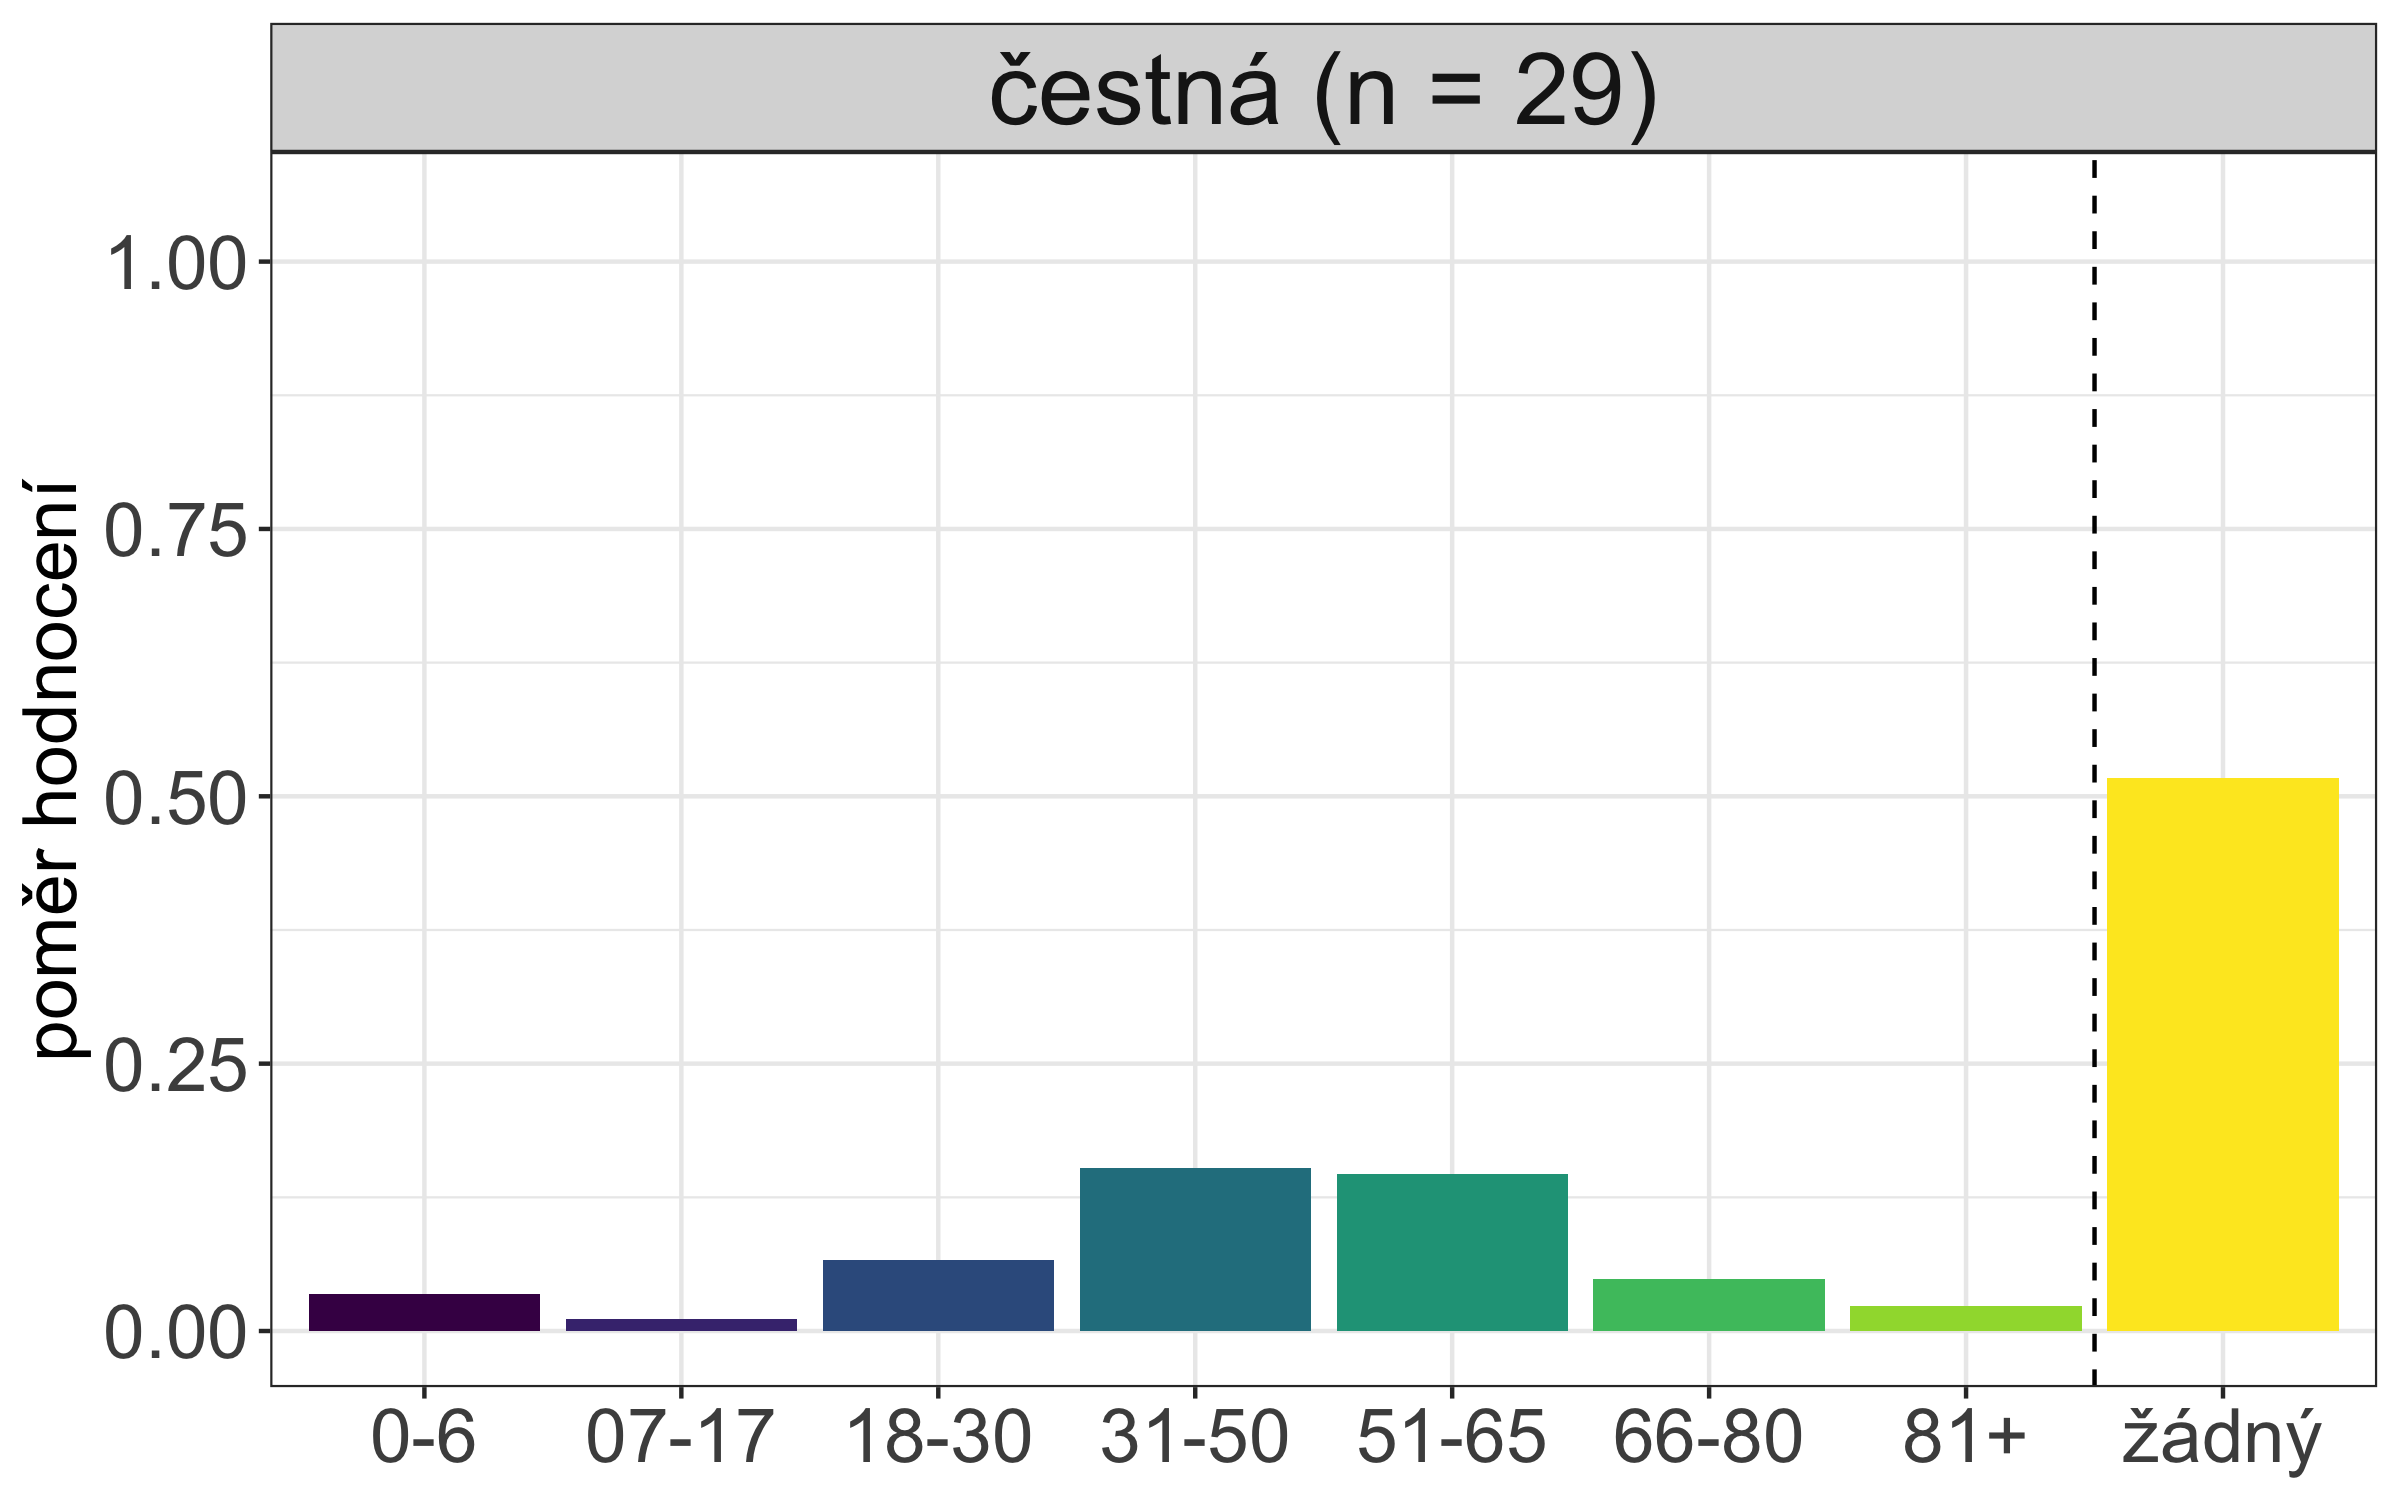 čestná (n = 29)
poměr hodnocení
1.00
0.75
0.50
0.25
0.00
0-6 07-17 18-30 31-50 51-65 66-80 81+ žádný